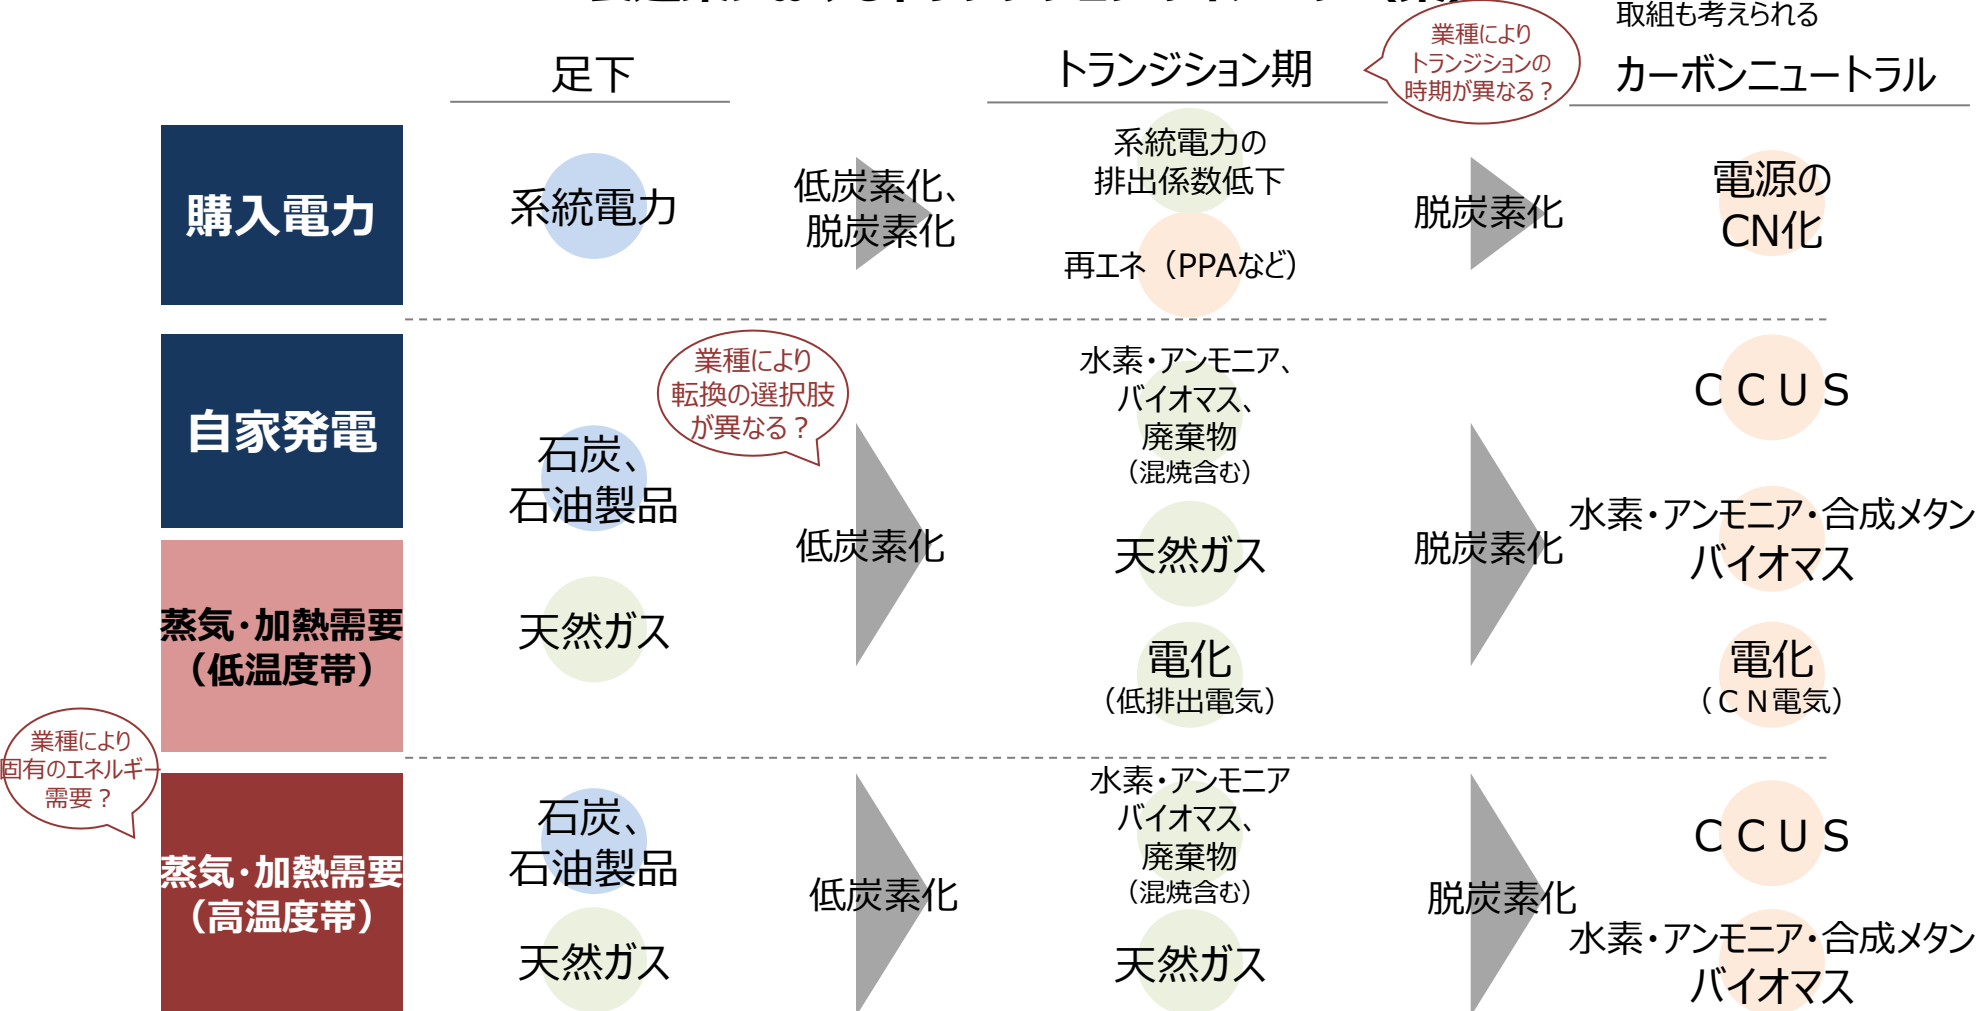 取組も考えられる
足下
トランジション期
業種により
トランジションの
時期が異なる？
カーボンニュートラル
購入電力
系統電力
低炭素化、
脱炭素化
系統電力の
排出係数低下
再エネ（PPAなど）
脱炭素化
電源の
CN化
自家発電
業種により
転換の選択肢
が異なる？
石炭、
石油製品
天然ガス
低炭素化
水素・アンモニア、
バイオマス、
廃棄物
（混焼含む）
天然ガス
電化
（低排出電気）
脱炭素化
ＣＣＵＳ
水素・アンモニア・合成メタン
バイオマス
電化
（ＣＮ電気）
蒸気・加熱需要
（低温度帯）
業種により
固有のエネルギー
需要？
蒸気・加熱需要
（高温度帯）
石炭、
石油製品
天然ガス
低炭素化
水素・アンモニア
バイオマス、
廃棄物
（混焼含む）
天然ガス
脱炭素化
ＣＣＵＳ
水素・アンモニア・合成メタン
バイオマス